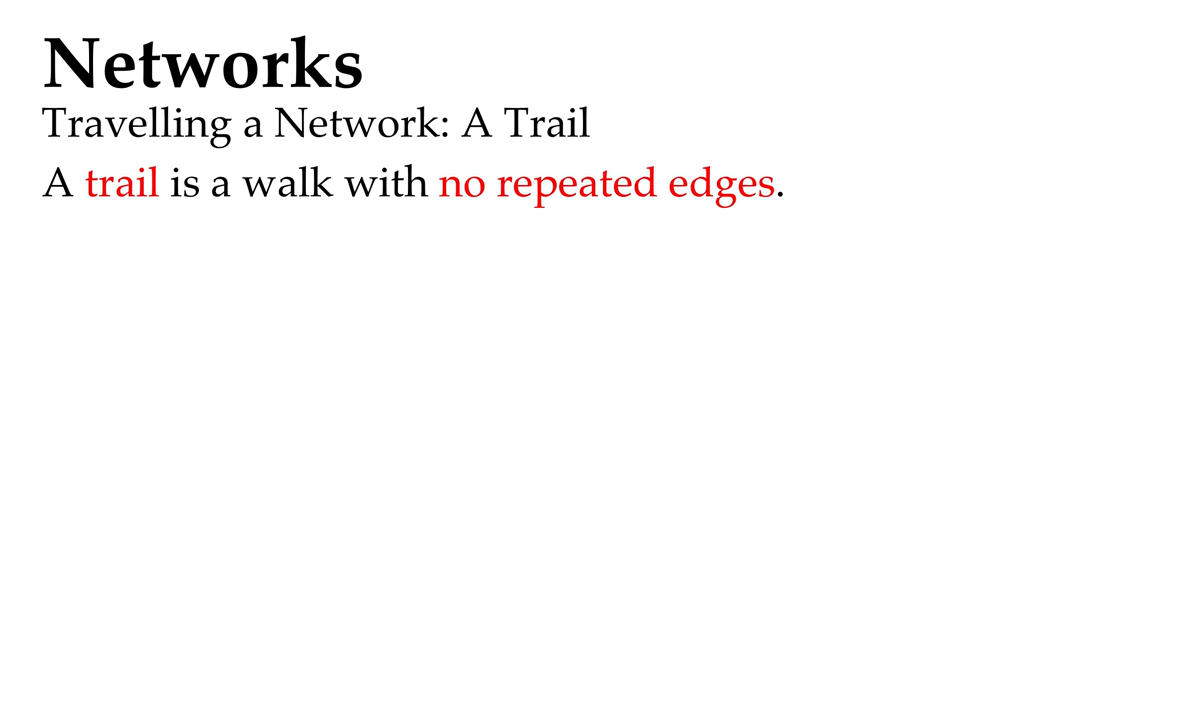 Networks
Travelling a Network: A Trail
A trail is a walk with no repeated edges.